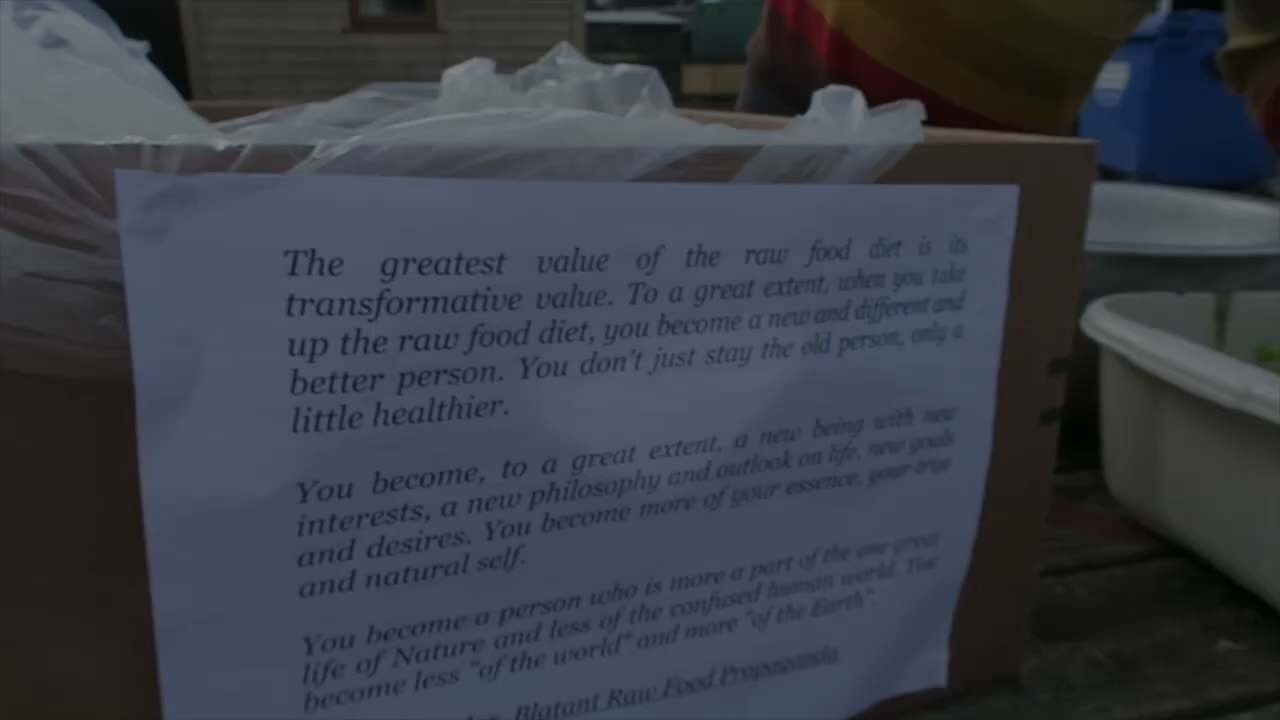 The greatest value of the raw food diet is its
transformative value. To a great extent, when you take
up the raw food diet, you become a new and different and
better person. You don't just stay the old person, only a
little healthier.
You become, to a great extent, a new being with new
interests, a new philosophy and outlook on life, new goals
and desires. You become more of your essence, your true
and natural self.
You become a person who is more a part of the one great
life of Nature and less of the confused human world. You
become less "of the world" and more "of the Earth".
Blatant Raw Food Propaganda